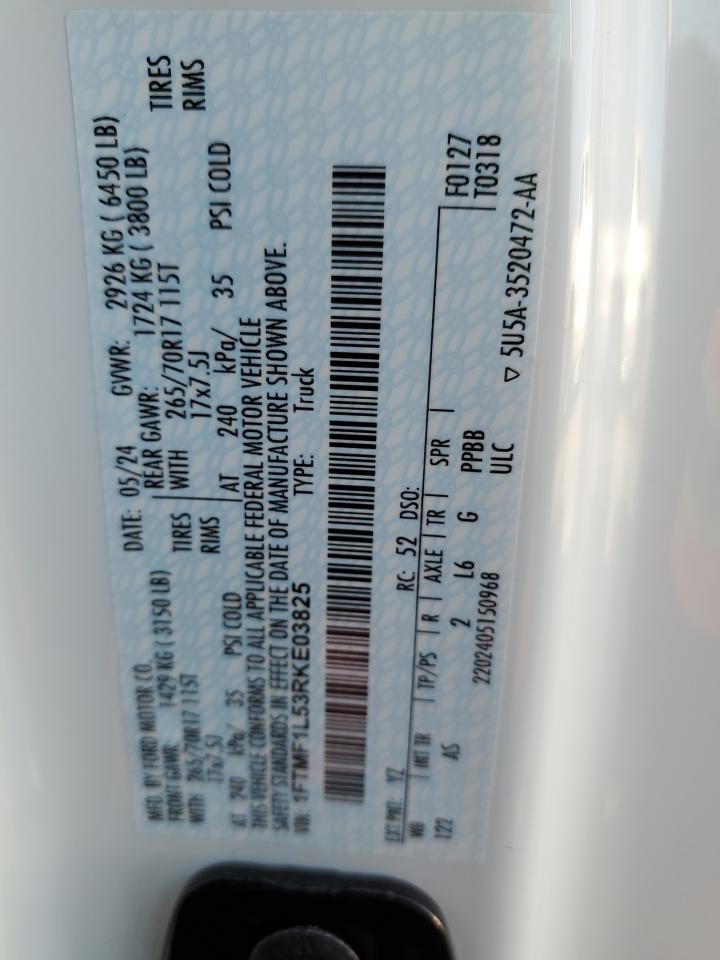 MFD. BY FORD MOTOR CO. DATE: 05/24 GVWR: 2926 KG ( 6450 LB)
FRONT GAWR: 1429 KG ( 3150 LB) REAR GAWR: 1724 KG ( 3800 LB)
WITH 265/70R17 115T TIRES WITH 265/70R17 115T TIRES
17x7.5J RIMS 17x7.5J RIMS
AT 240 kPa/ 35 PSI COLD AT 240 kPa/ 35 PSI COLD
THIS VEHICLE CONFORMS TO ALL APPLICABLE FEDERAL MOTOR VEHICLE
SAFETY STANDARDS IN EFFECT ON THE DATE OF MANUFACTURE SHOWN ABOVE.
VIN: 1FTMF1L53RKE03825 TYPE: Truck
EXT PNT: YZ RC: 52 DSO:
WB INT TR TP/PS R AXLE TR SPR F0127
122 AS 2 L6 G PPBB T0318
2202405150968 ULC
▽ 5U5A-3520472-AA